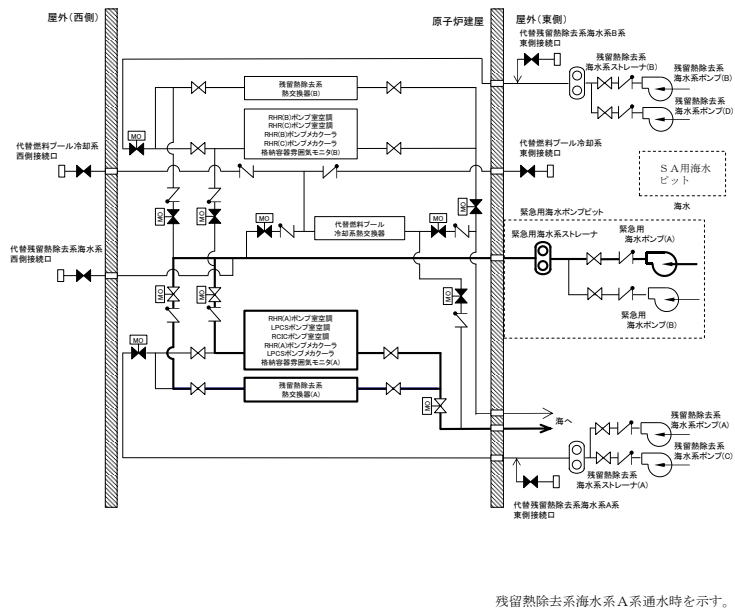 屋外(西側)
原子炉建屋
屋外(東側)
代替残留熱除去系海水系B系
東側接続口
残留熱除去系
海水系ストレーナ(B)
残留熱除去系
海水系ポンプ(B)
残留熱除去系
海水系ポンプ(D)
残留熱除去系
熱交換器(B)
RHR(B)ポンプ室空調
RHR(C)ポンプ室空調
RHR(B)ポンプメカクーラ
RHR(C)ポンプメカクーラ
格納容器雰囲気モニタ(B)
MO
代替燃料プール冷却系
西側接続口
代替燃料プール冷却系
東側接続口
SA用海水
ピット
海水
MO
MO
MO
MO
MO
代替燃料プール
冷却系熱交換器
緊急用海水ポンプピット
緊急用海水系ストレーナ
緊急用
海水ポンプ(A)
代替残留熱除去系海水系
西側接続口
MO
MO
MO
緊急用
海水ポンプ(B)
RHR(A)ポンプ室空調
LPCSポンプ室空調
RCICポンプ室空調
RHR(A)ポンプメカクーラ
LPCSポンプメカクーラ
格納容器雰囲気モニタ(A)
MO
残留熱除去系
熱交換器(A)
MO
海へ
残留熱除去系
海水系ポンプ(A)
残留熱除去系
海水系ポンプ(C)
残留熱除去系
海水系ストレーナ(A)
代替残留熱除去系海水系A系
東側接続口
残留熱除去系海水系A系通水時を示す。